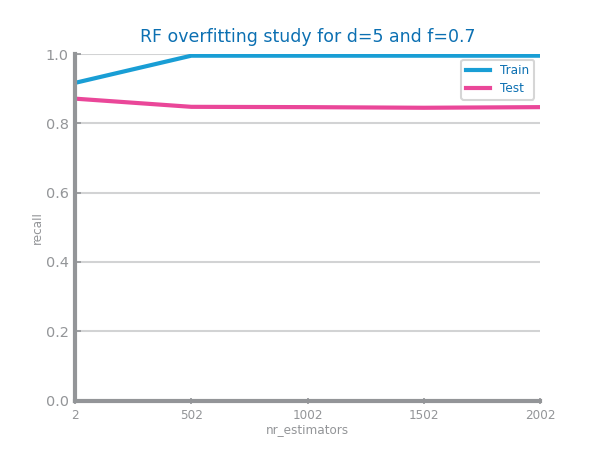 RF overfitting study for d=5 and f=0.7
1.0
Train
Test
0.8
0.6
recall
0.4
0.2
0.0
2 502 1002 1502 2002
nr_estimators